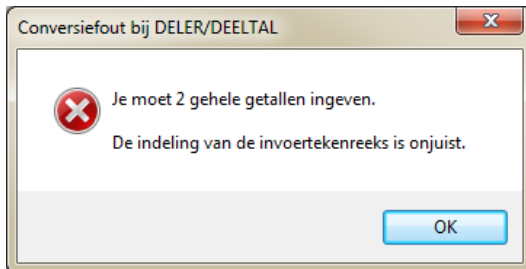 Conversiefout bij DELER/DEELTAL
Je moet 2 gehele getallen ingeven.
De indeling van de invoertekenreeks is onjuist.
OK